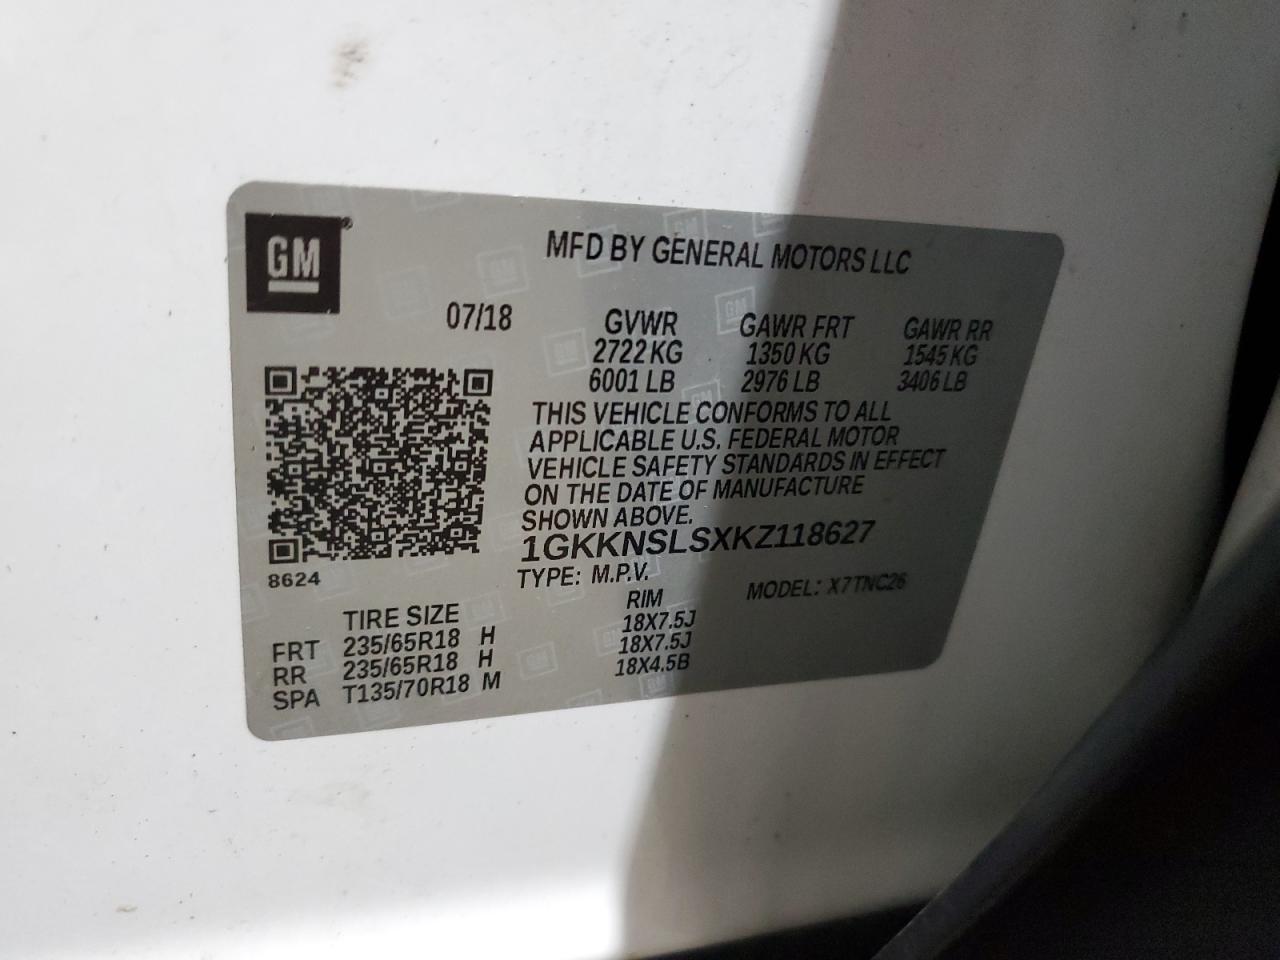 GM®
MFD BY GENERAL MOTORS LLC
07/18
GVWR GAWR FRT GAWR RR
2722 KG 1350 KG 1545 KG
6001 LB 2976 LB 3406 LB
THIS VEHICLE CONFORMS TO ALL
APPLICABLE U.S. FEDERAL MOTOR
VEHICLE SAFETY STANDARDS IN EFFECT
ON THE DATE OF MANUFACTURE
SHOWN ABOVE.
1GKKNSLSXKZ118627
8624
TYPE: M.P.V. MODEL: X7TNC26
TIRE SIZE RIM
FRT 235/65R18 H 18X7.5J
RR 235/65R18 H 18X7.5J
SPA T135/70R18 M 18X4.5B